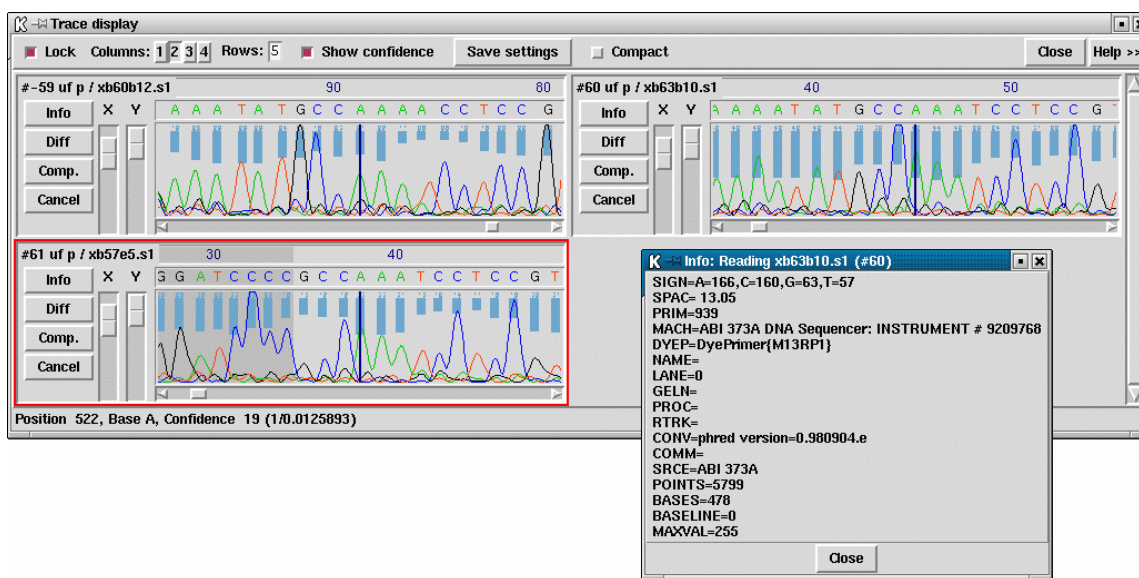 Trace display
Lock Columns: 1 2 3 4 Rows: 5 Show confidence Save settings Compact Close Help >>
#-59 uf p / xb60b12.s1 90 80
Info X Y A A A T A T G C C A A A A C C T C C G
Diff
Comp.
Cancel
#60 uf p / xb63b10.s1 40 50
Info X Y A A A A T A T G C C A A A T C C T C C G T
Diff
Comp.
Cancel
#61 uf p / xb57e5.s1 30 40
Info X Y G G A T C C C C G C C A A A T C C T C C G T
Diff
Comp.
Cancel
Position 522, Base A, Confidence 19 (1/0.0125893)
Info: Reading xb63b10.s1 (#60)
SIGN=A=166,C=160,G=63,T=57
SPAC= 13.05
PRIM=939
MACH=ABI 373A DNA Sequencer: INSTRUMENT # 9209768
DYEP=DyePrimer{M13RP1}
NAME=
LANE=0
GELN=
PROC=
RTRK=
CONV=phred version=0.980904.e
COMM=
SRCE=ABI 373A
POINTS=5799
BASES=478
BASELINE=0
MAXVAL=255
Close